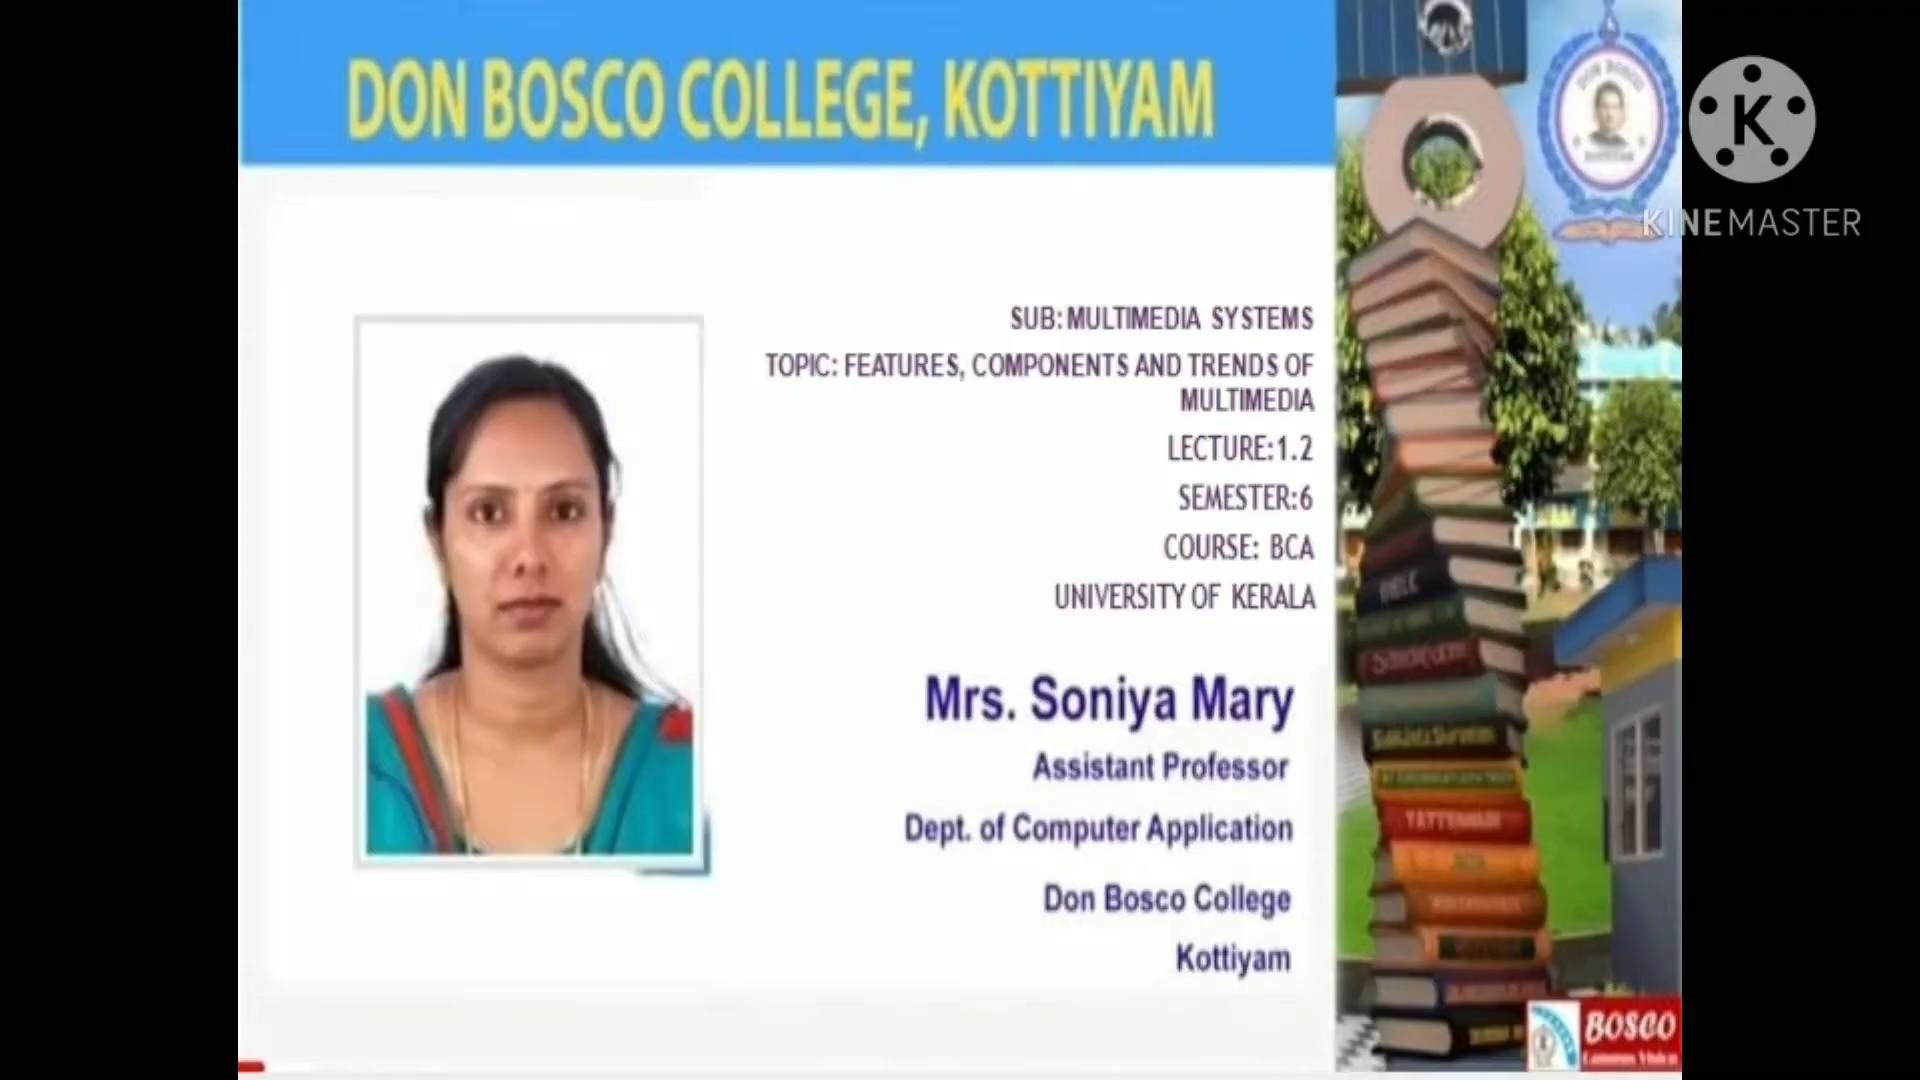 DON BOSCO COLLEGE, KOTTIYAM
KINEMASTER
SUB: MULTIMEDIA SYSTEMS
TOPIC: FEATURES, COMPONENTS AND TRENDS OF
MULTIMEDIA
LECTURE:1.2
SEMESTER:6
COURSE: BCA
UNIVERSITY OF KERALA
Mrs. Soniya Mary
Assistant Professor
Dept. of Computer Application
Don Bosco College
Kottiyam
DON BOSCO
K
BOSCO